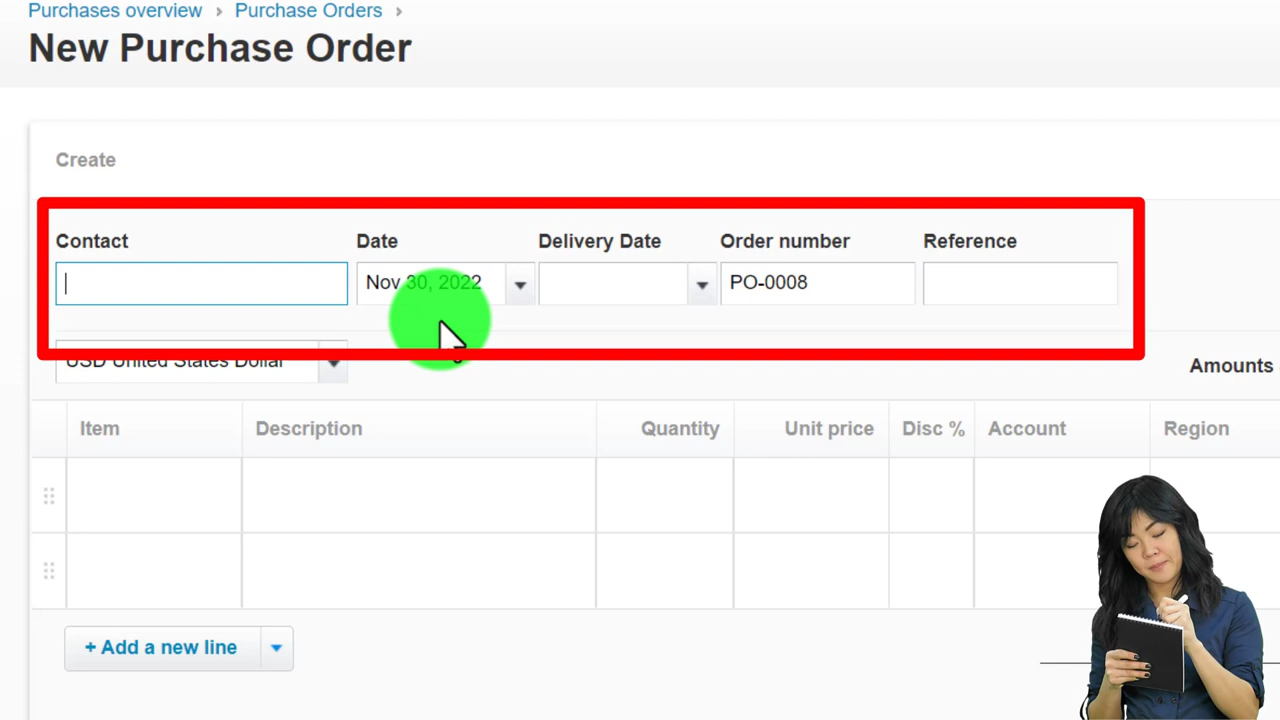 Purchases overview › Purchase Orders ›
New Purchase Order
Create
Contact Date Delivery Date Order number Reference
Nov 30, 2022 PO-0008
USD United States Dollar
Amounts
Item Description Quantity Unit price Disc % Account Region
+ Add a new line